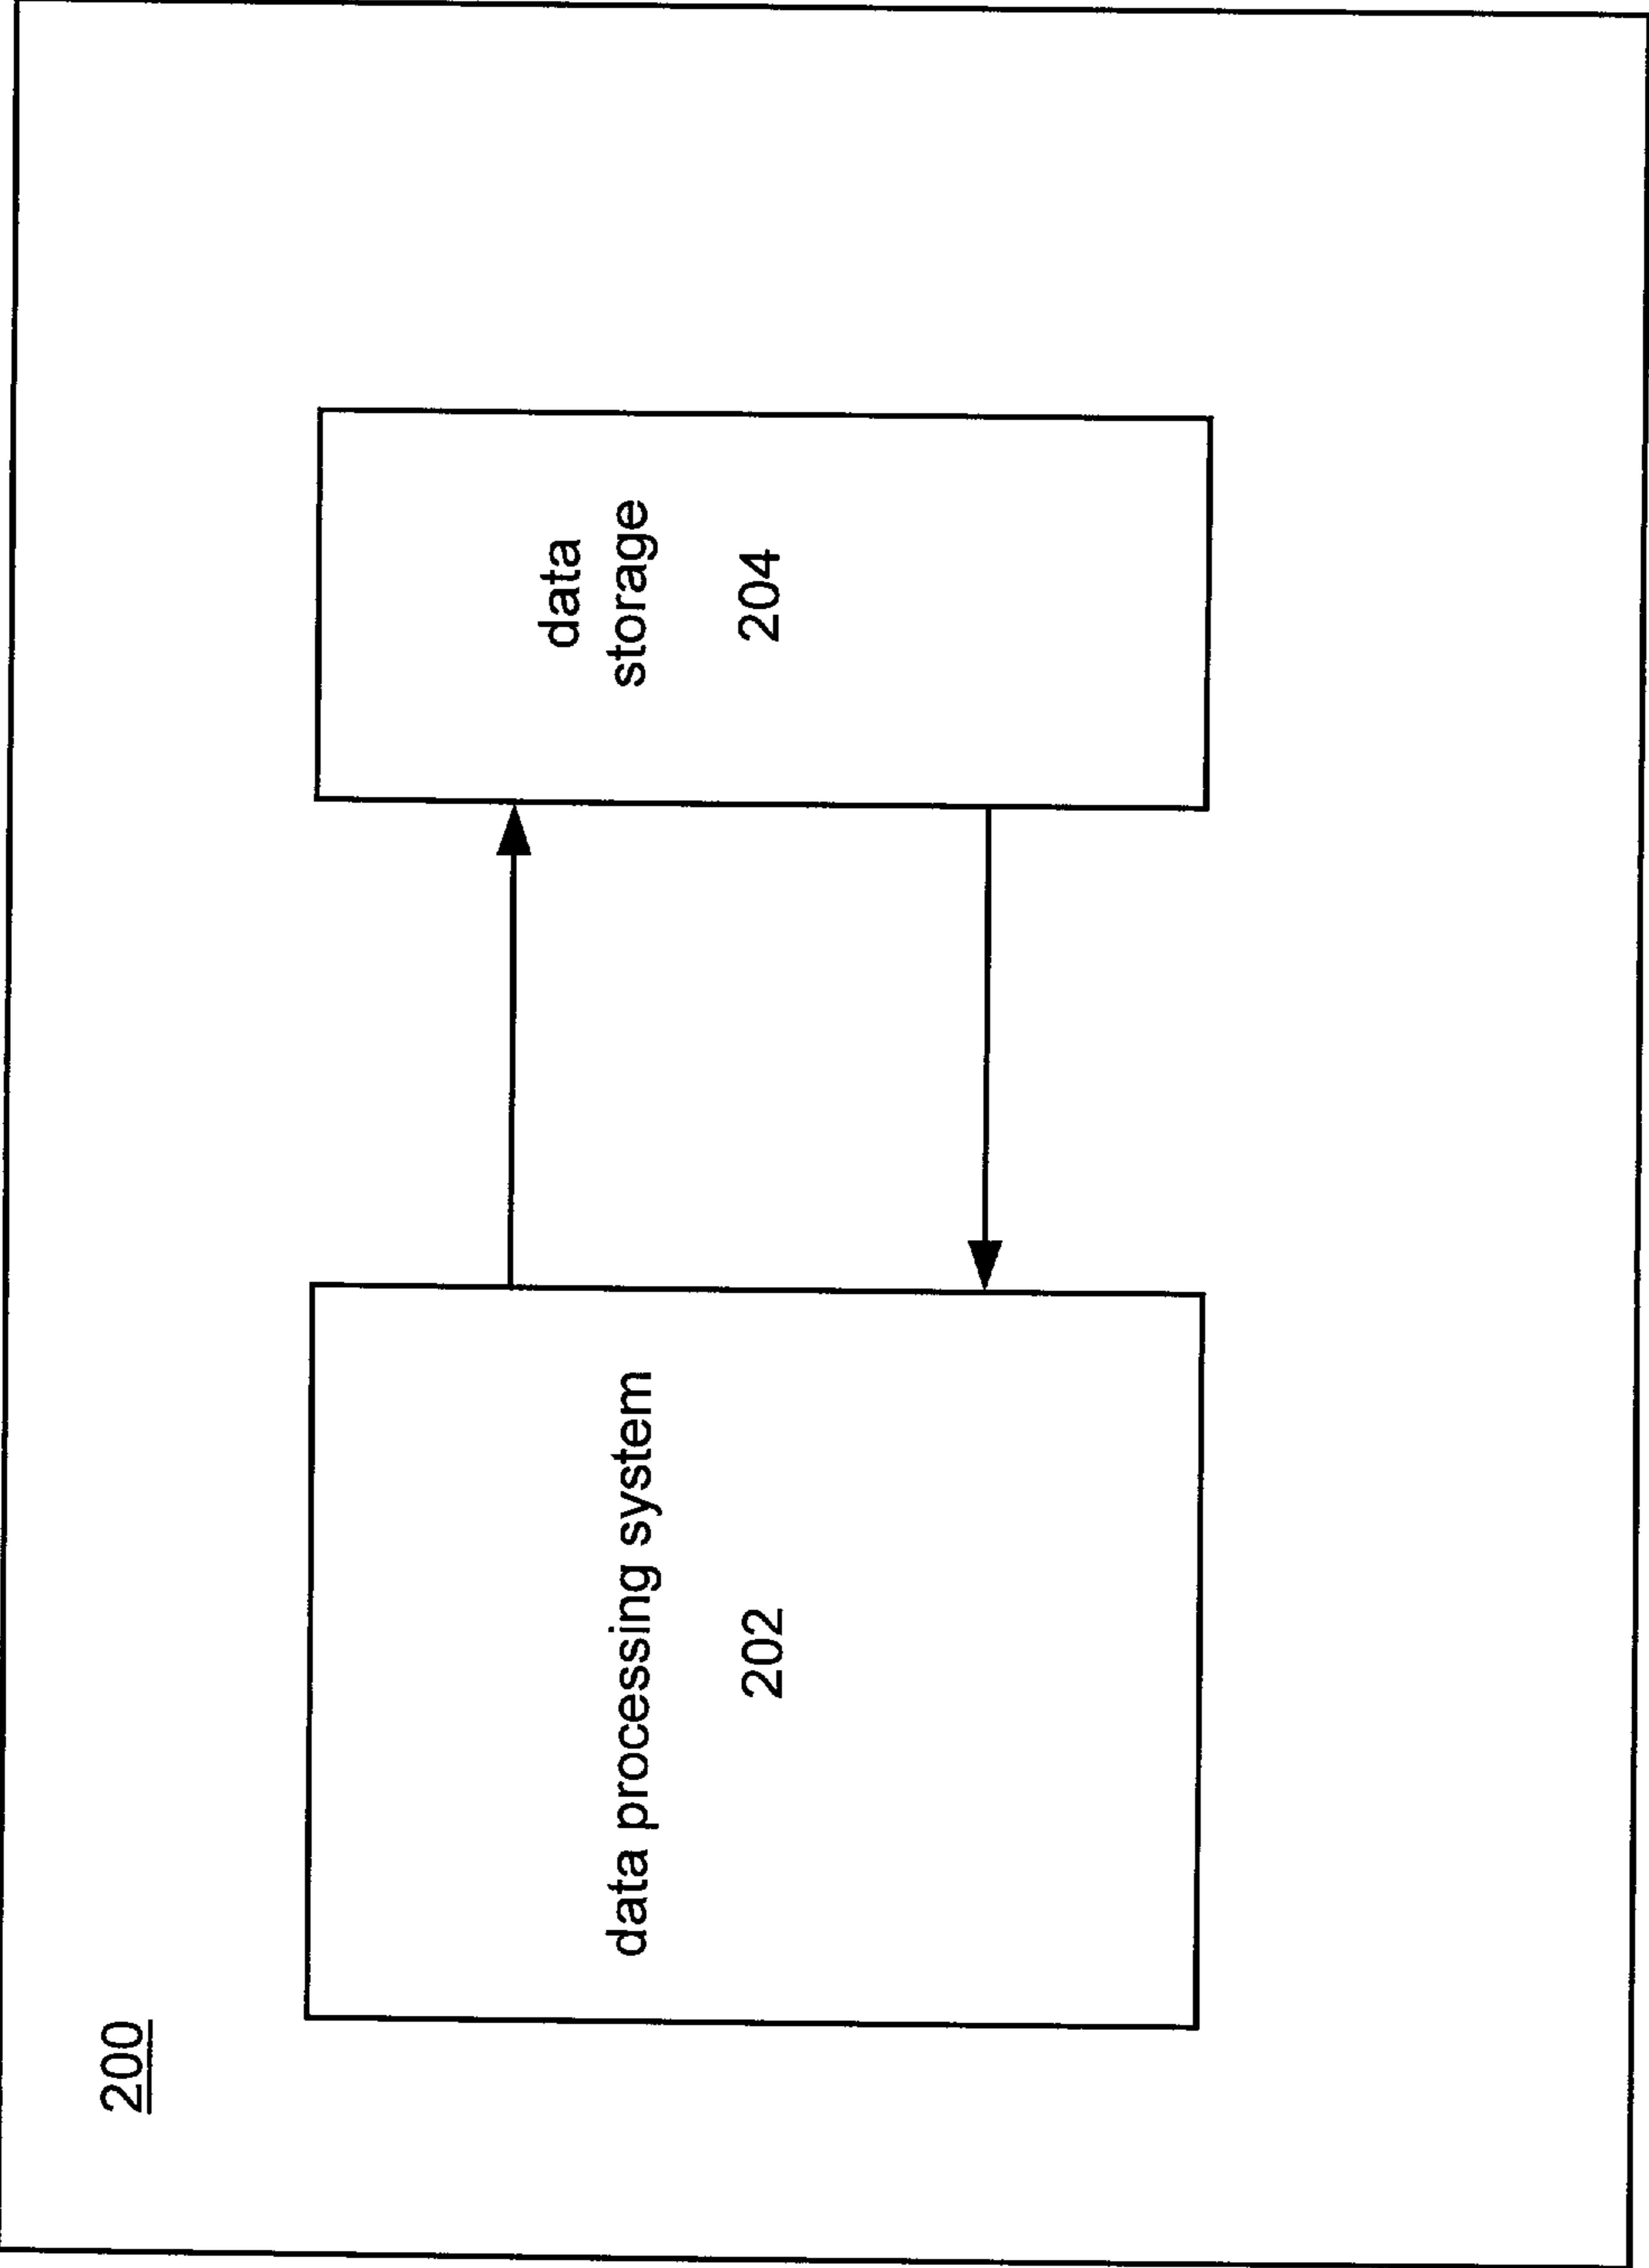 200
data processing system
202
data
storage
204